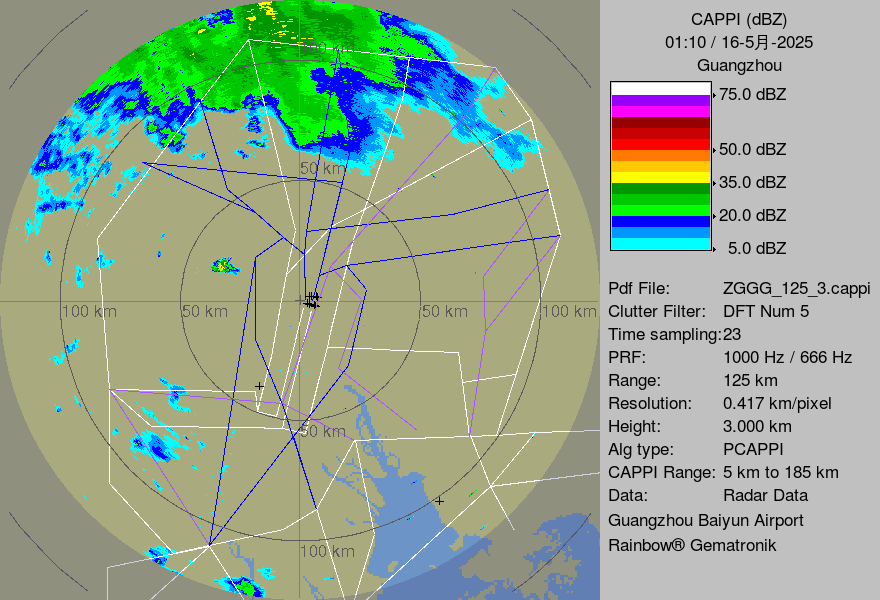 CAPPI (dBZ)
01:10 / 16-5月-2025
Guangzhou
75.0 dBZ
50.0 dBZ
35.0 dBZ
20.0 dBZ
5.0 dBZ
Pdf File: ZGGG_125_3.cappi
Clutter Filter: DFT Num 5
Time sampling:23
PRF: 1000 Hz / 666 Hz
Range: 125 km
Resolution: 0.417 km/pixel
Height: 3.000 km
Alg type: PCAPPI
CAPPI Range: 5 km to 185 km
Data: Radar Data
Guangzhou Baiyun Airport
Rainbow® Gematronik
100 km
50 km
100 km
50 km
50 km
100 km
50 km
100 km